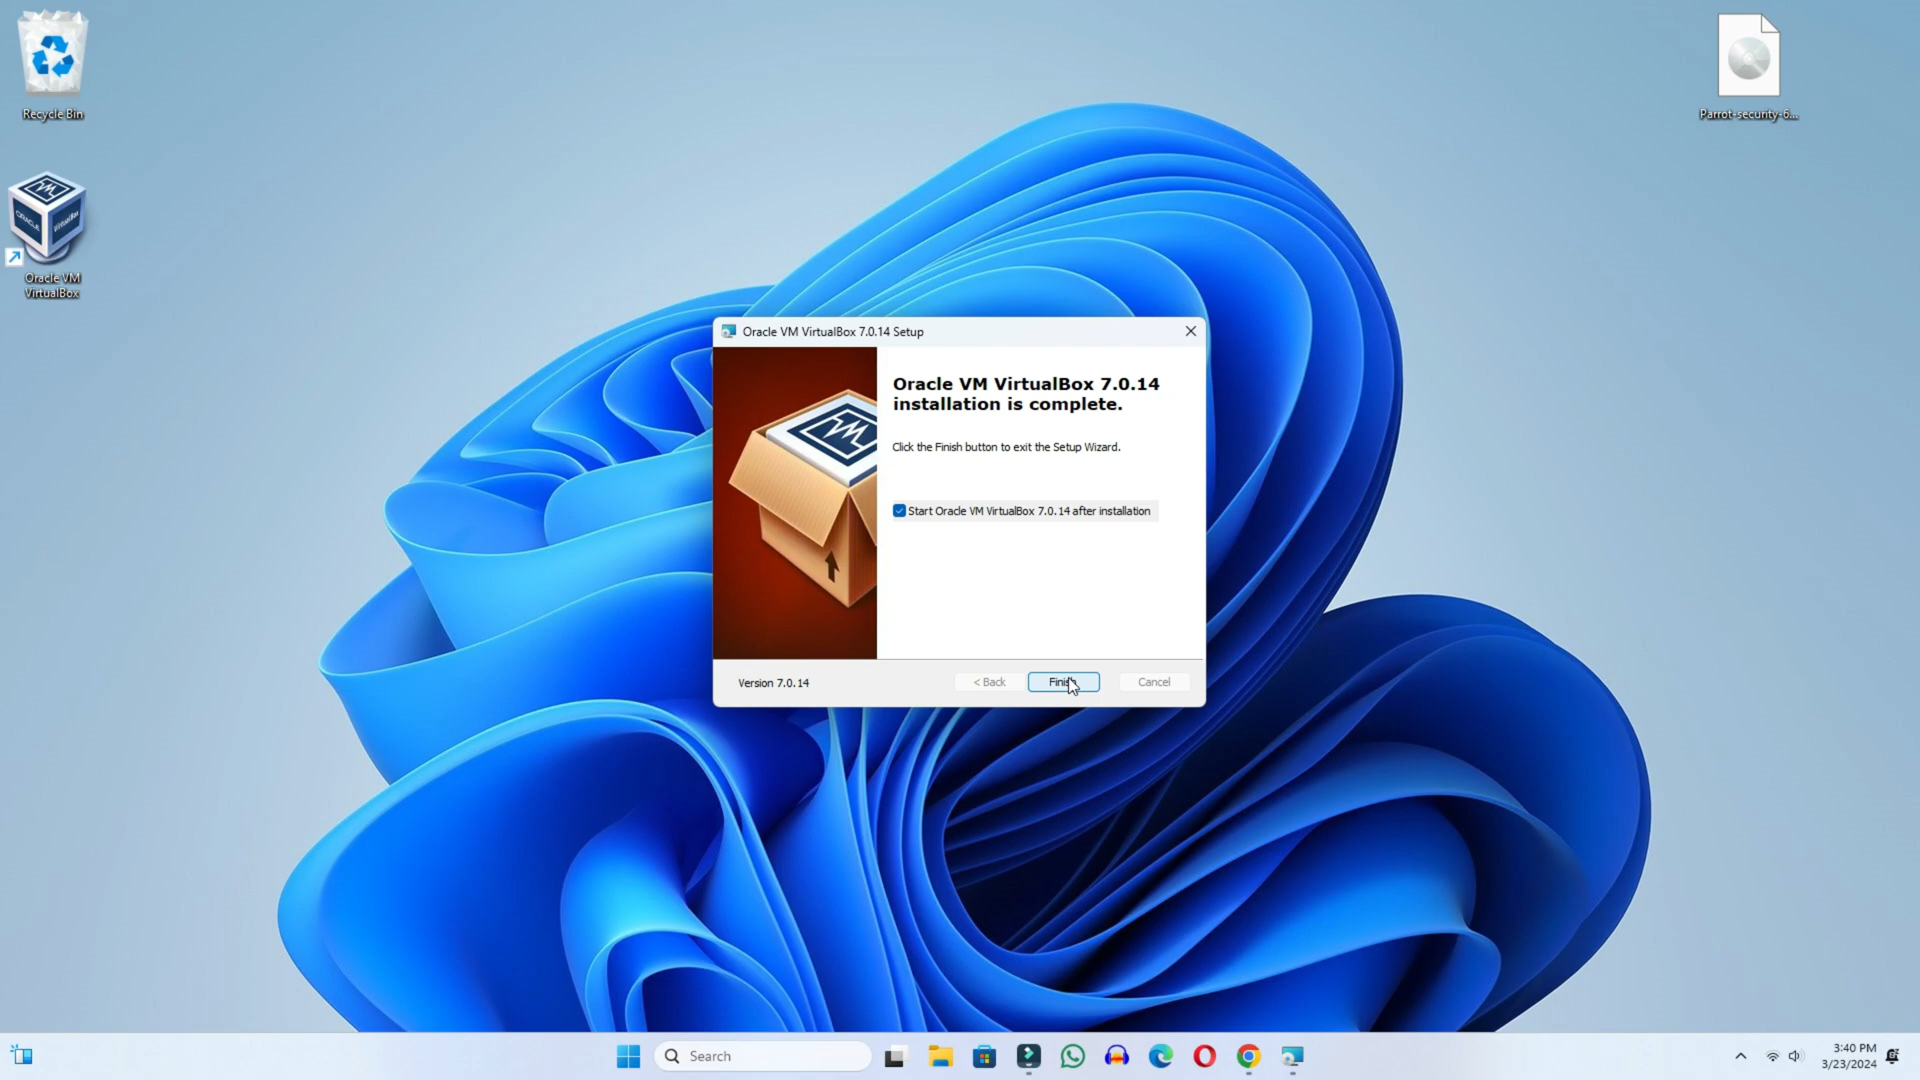 Recycle Bin
Parrot-security-6...
Oracle VM
VirtualBox
Oracle VM VirtualBox 7.0.14 Setup
Oracle VM VirtualBox 7.0.14
installation is complete.
Click the Finish button to exit the Setup Wizard.
Start Oracle VM VirtualBox 7.0.14 after installation
Version 7.0.14
< Back
Finish
Cancel
Search
3:40 PM
3/23/2024